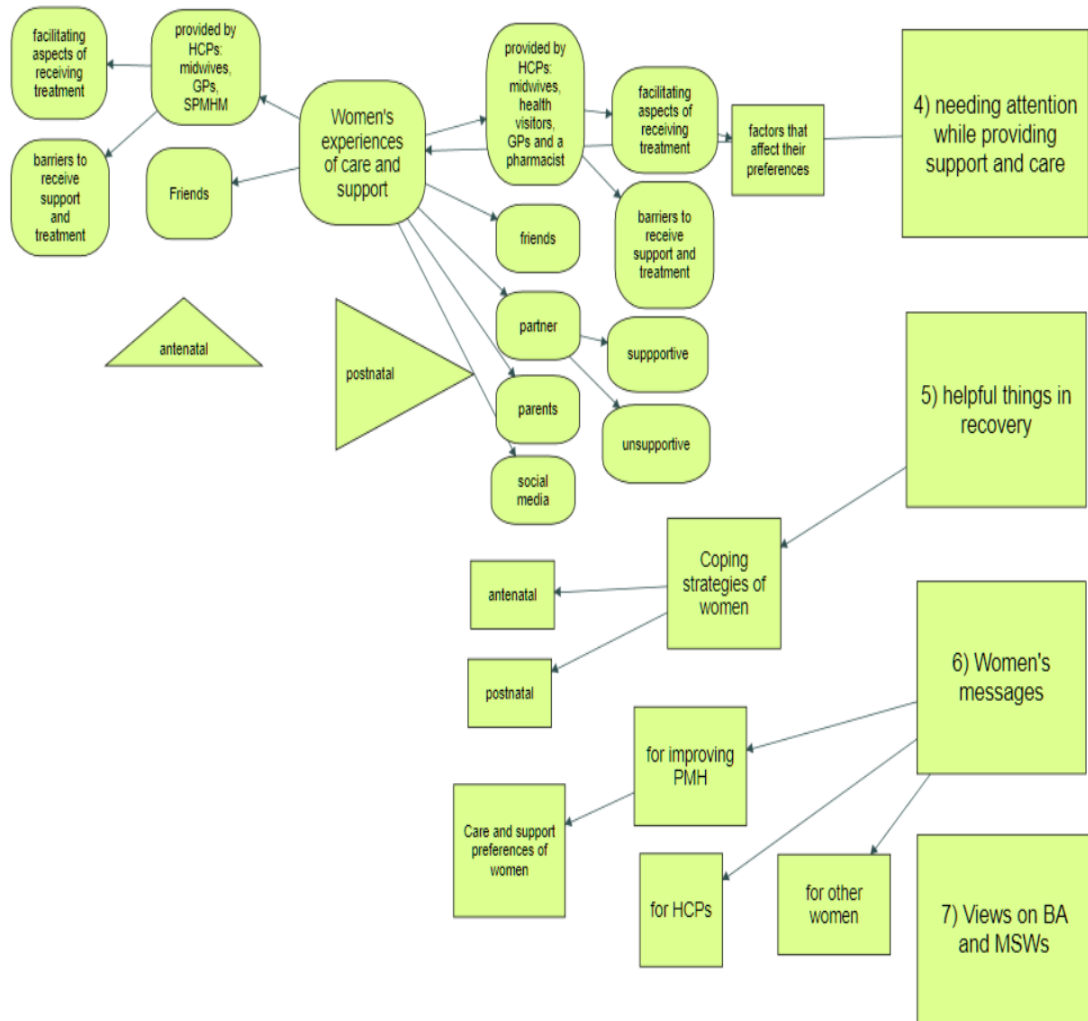 facilitating
aspects of
receiving
treatment
provided by
HCPs:
midwives,
GPs,
SPMHM
barriers to
receive
support
and
treatment
Friends
Women's
experiences
of care and
support
provided by
HCPs:
midwives,
health
visitors,
GPs and a
pharmacist
facilitating
aspects of
receiving
treatment
factors that
affect their
preferences
4) needing attention
while providing
support and care
friends
barriers to
receive
support and
treatment
antenatal
postnatal
partner
suppportive
parents
unsupportive
social
media
5) helpful things in
recovery
Coping
strategies of
women
antenatal
postnatal
6) Women's
messages
for improving
PMH
Care and support
preferences of
women
for HCPs
for other
women
7) Views on BA
and MSWs